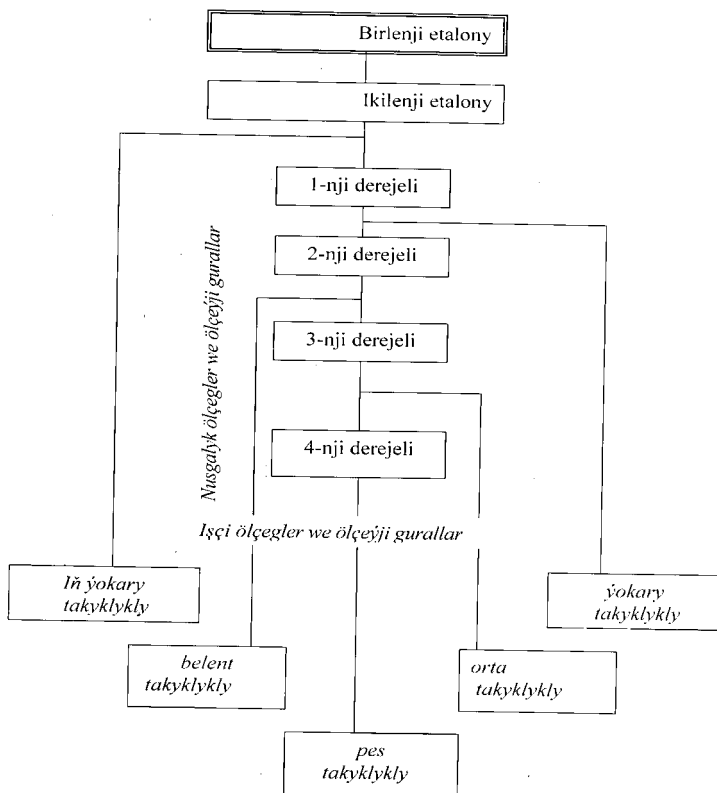 Birlenji etalony
Ikilenji etalony
1-nji derejeli
2-nji derejeli
3-nji derejeli
4-nji derejeli
Nusgalyk ölçegler we ölçeýji gurallar
Işçi ölçegler we ölçeýji gurallar
Iň ýokary
takyklykly
ýokary
takyklykly
belent
takyklykly
orta
takyklykly
pes
takyklykly